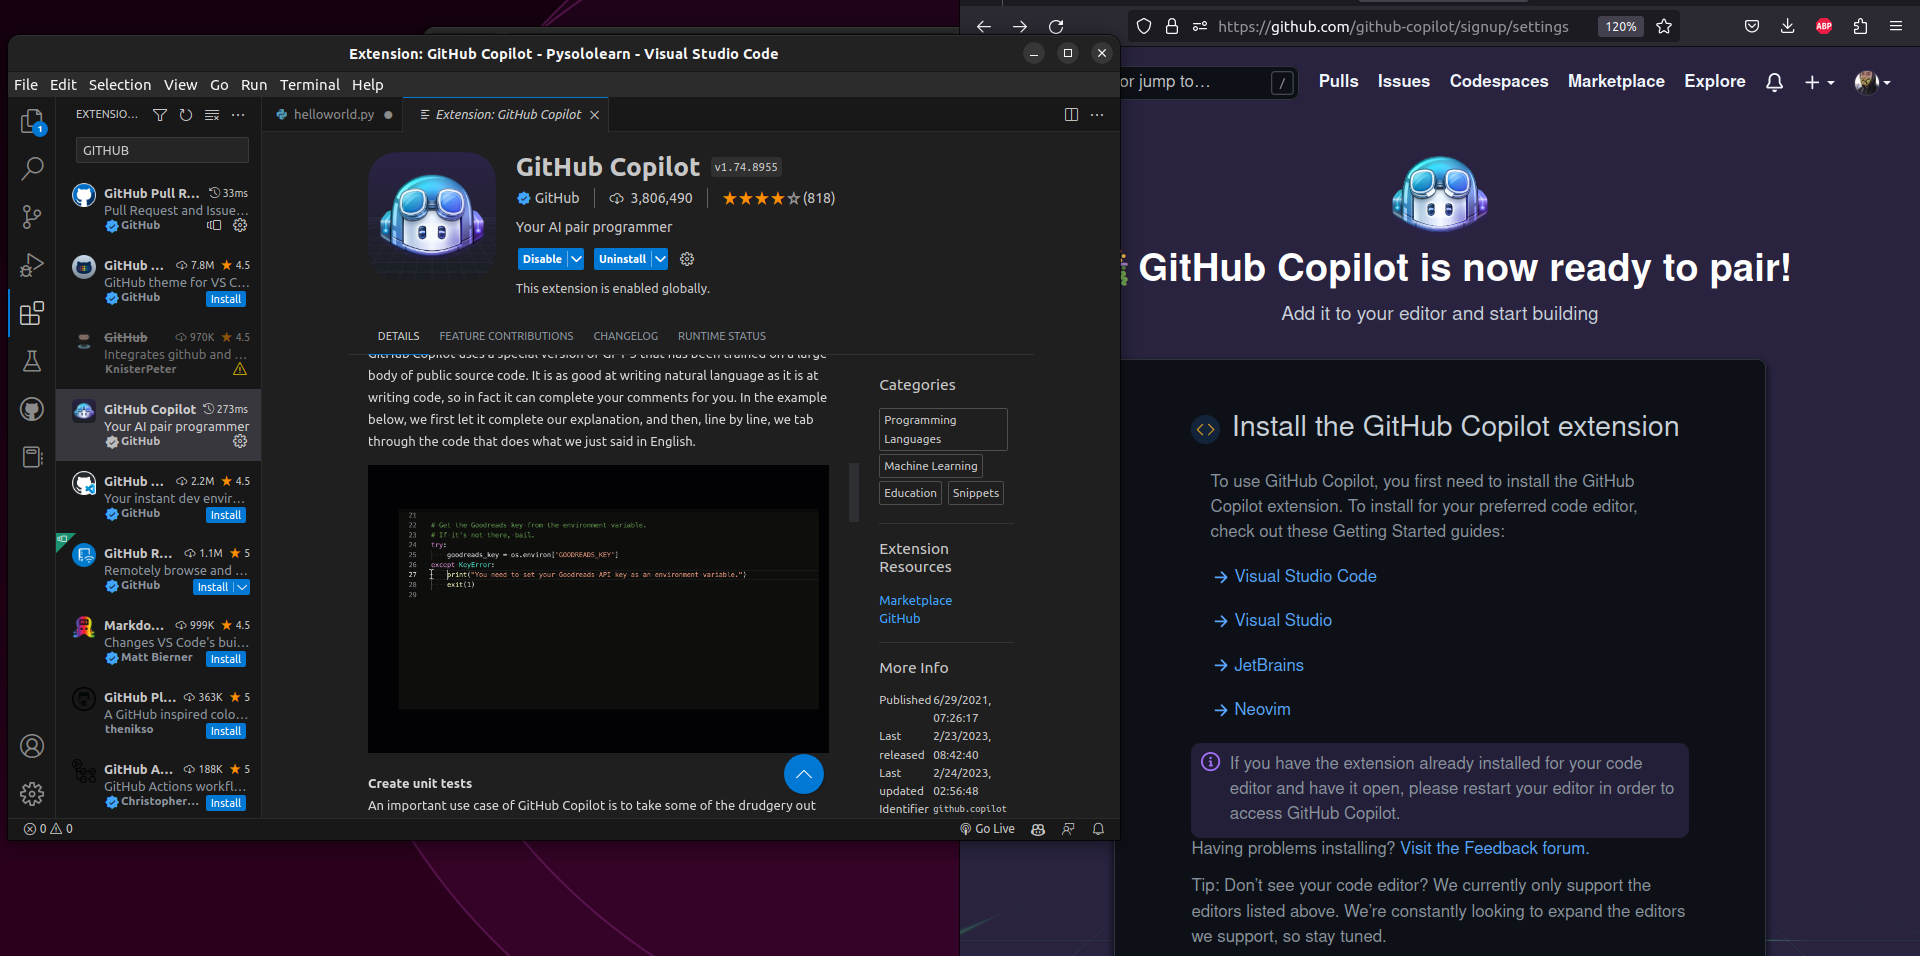 Extension: GitHub Copilot - Pysololearn - Visual Studio Code
File Edit Selection View Go Run Terminal Help
EXTENSIO...
GITHUB
GitHub Pull R... 33ms
Pull Request and Issue...
GitHub
GitHub ... 7.8M ★ 4.5
GitHub theme for VS C...
GitHub Install
GitHub 970K ★ 4.5
Integrates github and ...
KnisterPeter
GitHub Copilot 273ms
Your AI pair programmer
GitHub
GitHub ... 2.2M ★ 4.5
Your instant dev envir...
GitHub Install
GitHub R... 1.1M ★ 5
Remotely browse and ...
GitHub Install
Markdo... 999K ★ 4.5
Changes VS Code's bui...
Matt Bierner Install
GitHub Pl... 363K ★ 5
A GitHub inspired colo...
thenikso Install
GitHub A... 188K ★ 5
GitHub Actions workfl...
Christopher... Install
1
helloworld.py
Extension: GitHub Copilot
GitHub Copilot v1.74.8955
GitHub 3,806,490 ★★★★☆(818)
Your AI pair programmer
Disable Uninstall
This extension is enabled globally.
DETAILS FEATURE CONTRIBUTIONS CHANGELOG RUNTIME STATUS
GitHub Copilot uses a special version of GPT-3 that has been trained on a large
body of public source code. It is as good at writing natural language as it is at
writing code, so in fact it can complete your comments for you. In the example
below, we first let it complete our explanation, and then, line by line, we tab
through the code that does what we just said in English.
21
22 # Get the Goodreads key from the environment variable.
23 # If it's not there, bail.
24 try:
25 goodreads_key = os.environ['GOODREADS_KEY']
26 except KeyError:
27 print("You need to set your Goodreads API key as an environment variable.")
28 exit(1)
29
Create unit tests
An important use case of GitHub Copilot is to take some of the drudgery out
Categories
Programming
Languages
Machine Learning
Education Snippets
Extension
Resources
Marketplace
GitHub
More Info
Published 6/29/2021,
07:26:17
Last 2/23/2023,
released 08:42:40
Last 2/24/2023,
updated 02:56:48
Identifier github.copilot
0 0
Go Live
https://github.com/github-copilot/signup/settings 120%
ABP
or jump to... /
Pulls Issues Codespaces Marketplace Explore
GitHub Copilot is now ready to pair!
Add it to your editor and start building
Install the GitHub Copilot extension
To use GitHub Copilot, you first need to install the GitHub
Copilot extension. To install for your preferred code editor,
check out these Getting Started guides:
→ Visual Studio Code
→ Visual Studio
→ JetBrains
→ Neovim
If you have the extension already installed for your code
editor and have it open, please restart your editor in order to
access GitHub Copilot.
Having problems installing? Visit the Feedback forum.
Tip: Don't see your code editor? We currently only support the
editors listed above. We're constantly looking to expand the editors
we support, so stay tuned.